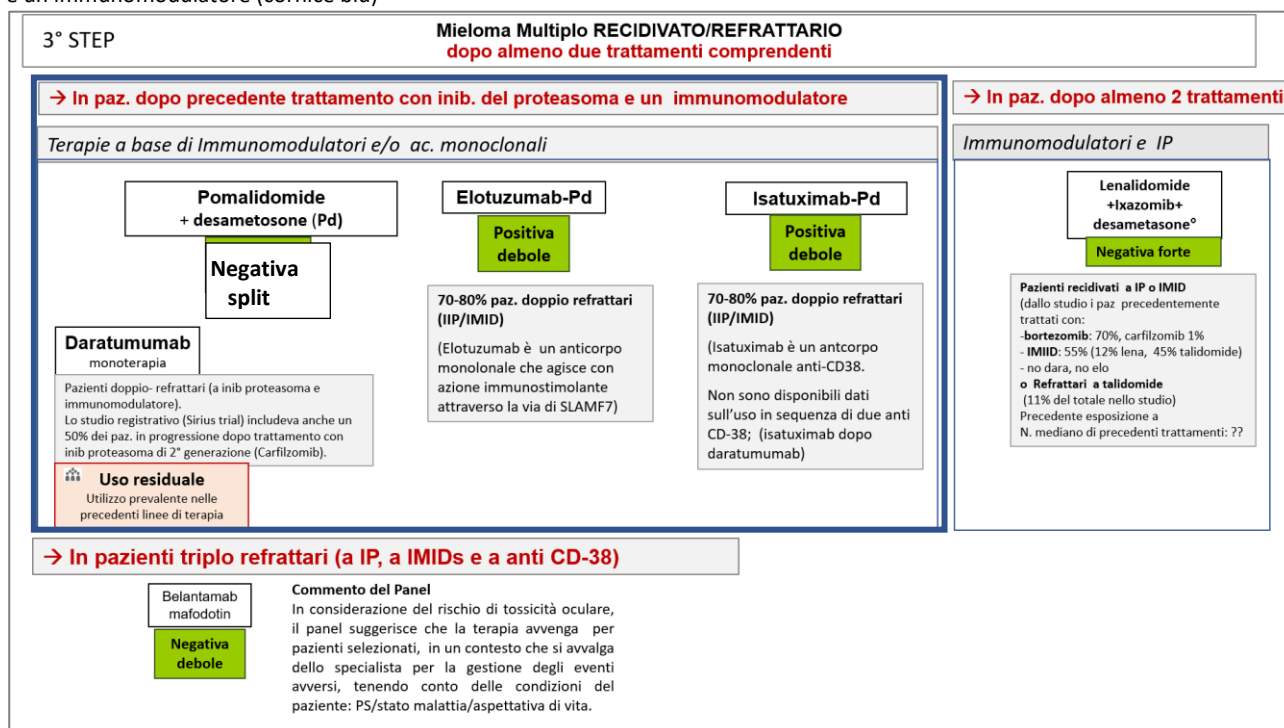 e un immunomodulatore (cornice blu)
3° STEP
Mieloma Multiplo RECIDIVATO/REFRATTARIO
dopo almeno due trattamenti comprendenti
→ In paz. dopo precedente trattamento con inib. del proteasoma e un immunomodulatore
Terapie a base di Immunomodulatori e/o ac. monoclonali
Pomalidomide
+ desametosone (Pd)
Negativa
split
Daratumumab
monoterapia
Pazienti doppio- refrattari (a inib proteasoma e
immunomodulatore).
Lo studio registrativo (Sirius trial) includeva anche un
50% dei paz. in progressione dopo trattamento con
inib proteasoma di 2° generazione (Carfilzomib).
Uso residuale
Utilizzo prevalente nelle
precedenti linee di terapia
Elotuzumab-Pd
Positiva
debole
70-80% paz. doppio refrattari
(IIP/IMID)
(Elotuzumab è un anticorpo
monolonale che agisce con
azione immunostimolante
attraverso la via di SLAMF7)
Isatuximab-Pd
Positiva
debole
70-80% paz. doppio refrattari
(IIP/IMID)
(Isatuximab è un antcorpo
monoclonale anti-CD38.
Non sono disponibili dati
sull'uso in sequenza di due anti
CD-38; (isatuximab dopo
daratumumab)
→ In paz. dopo almeno 2 trattamenti
Immunomodulatori e IP
Lenalidomide
+Ixazomib+
desametasone°
Negativa forte
Pazienti recidivati a IP o IMID
(dallo studio i paz precedentemente
trattati con:
-bortezomib: 70%, carfilzomib 1%
- IMIID: 55% (12% lena, 45% talidomide)
- no dara, no elo
o Refrattari a talidomide
(11% del totale nello studio)
Precedente esposizione a
N. mediano di precedenti trattamenti: ??
→ In pazienti triplo refrattari (a IP, a IMIDs e a anti CD-38)
Belantamab
mafodotin
Negativa
debole
Commento del Panel
In considerazione del rischio di tossicità oculare,
il panel suggerisce che la terapia avvenga per
pazienti selezionati, in un contesto che si avvalga
dello specialista per la gestione degli eventi
avversi, tenendo conto delle condizioni del
paziente: PS/stato malattia/aspettativa di vita.